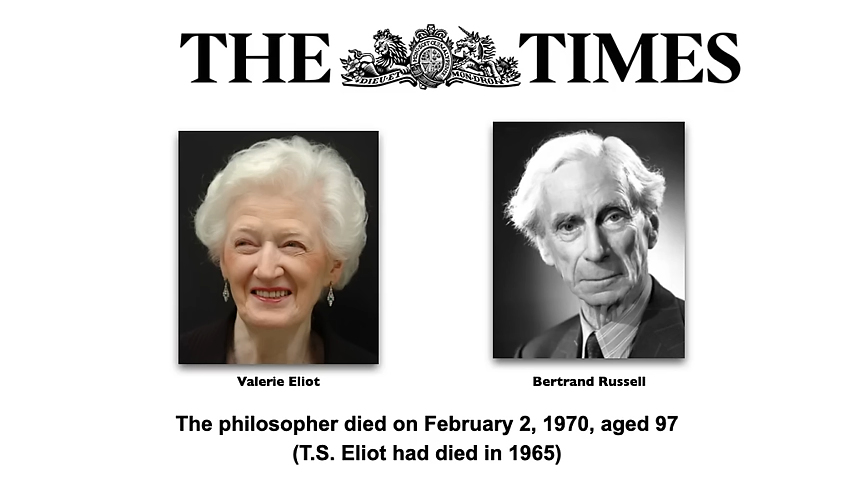 THE TIMES
DIEU·ET MON·DROIT
Valerie Eliot
Bertrand Russell
The philosopher died on February 2, 1970, aged 97
(T.S. Eliot had died in 1965)